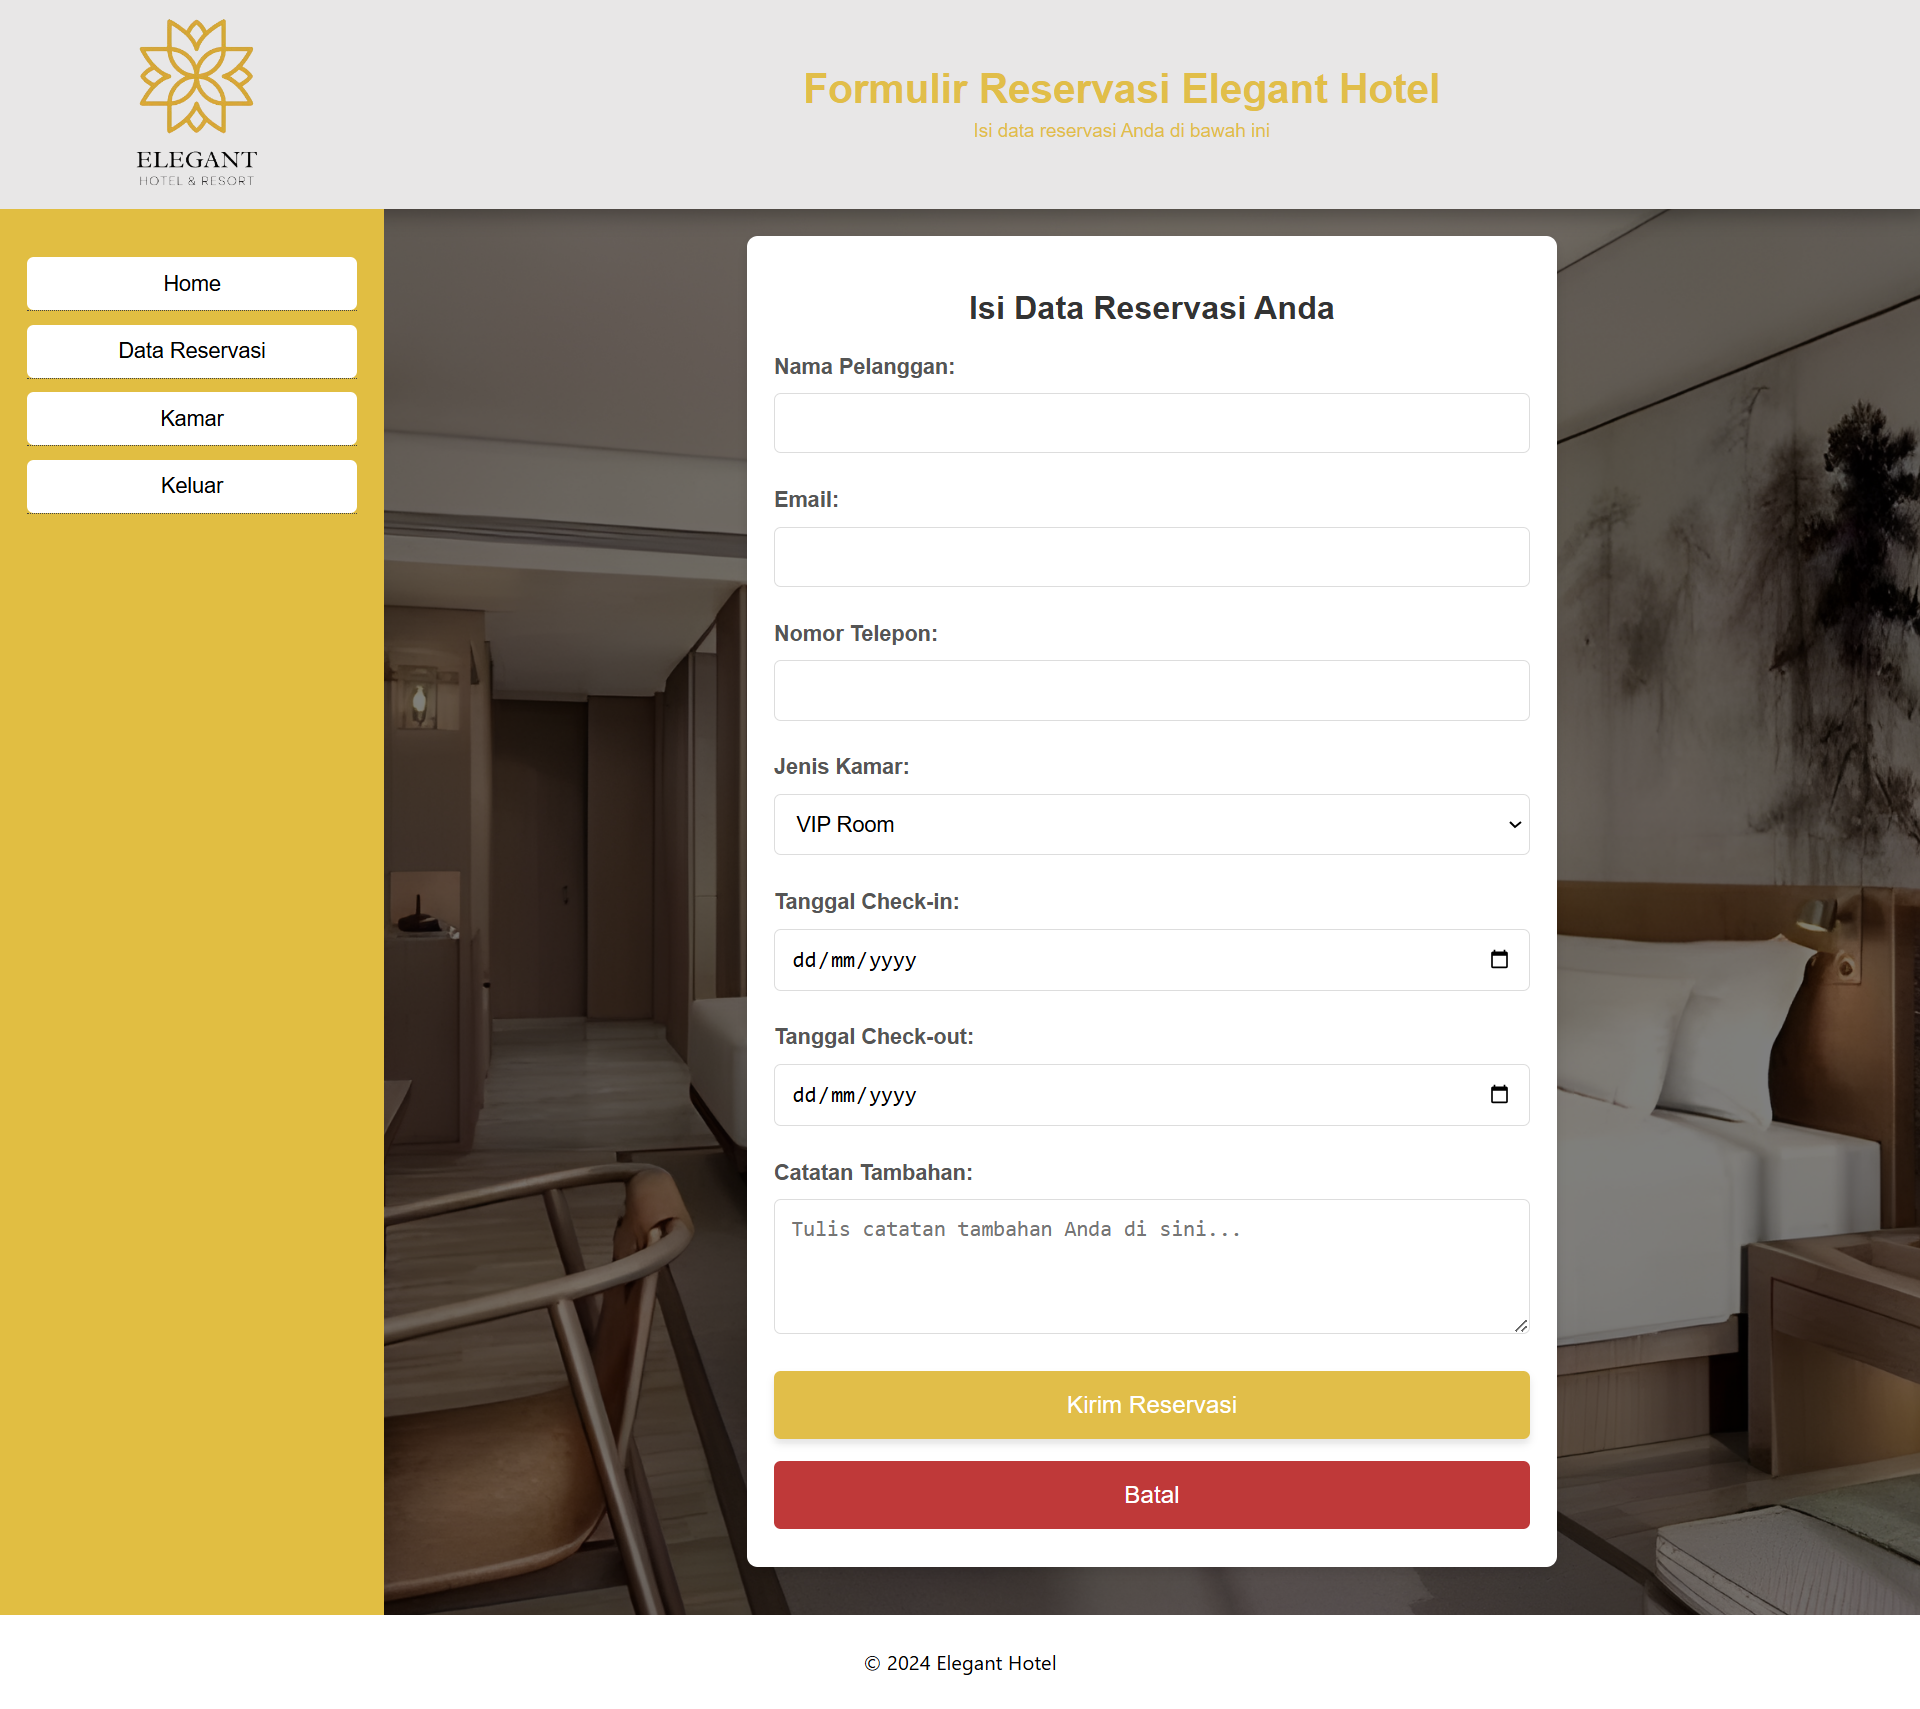 ELEGANT
HOTEL & RESORT
Formulir Reservasi Elegant Hotel
Isi data reservasi Anda di bawah ini
Home
Data Reservasi
Kamar
Keluar
Isi Data Reservasi Anda
Nama Pelanggan:
Email:
Nomor Telepon:
Jenis Kamar:
VIP Room
Tanggal Check-in:
dd/mm/yyyy
Tanggal Check-out:
dd/mm/yyyy
Catatan Tambahan:
Tulis catatan tambahan Anda di sini...
Kirim Reservasi
Batal
© 2024 Elegant Hotel